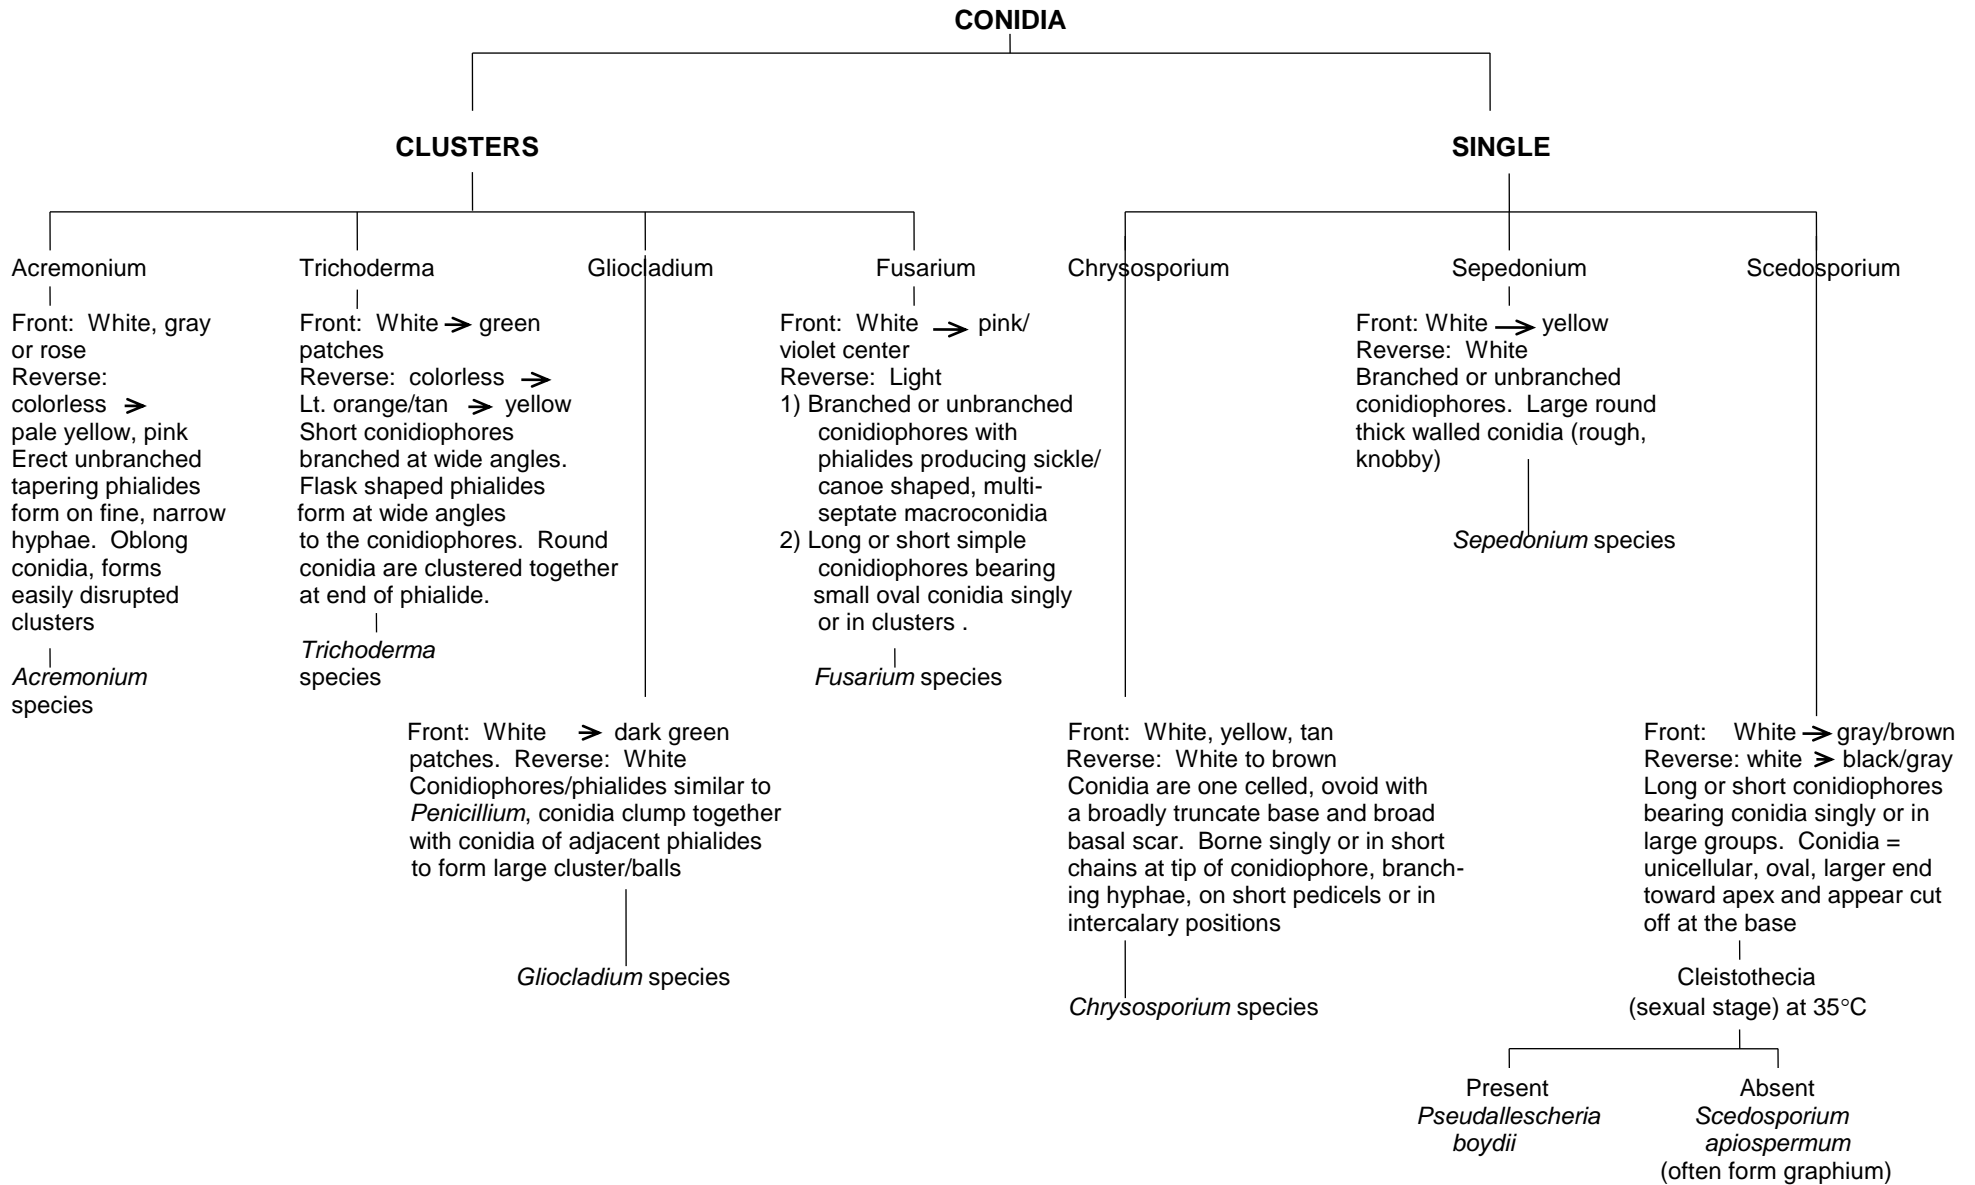 CONIDIA
CLUSTERS
SINGLE
Acremonium
Trichoderma
Gliocladium
Fusarium
Chrysosporium
Sepedonium
Scedosporium
Front: White, gray
or rose
Reverse:
colorless →
pale yellow, pink
Erect unbranched
tapering phialides
form on fine, narrow
hyphae. Oblong
conidia, forms
easily disrupted
clusters
Acremonium
species
Front: White → green
patches
Reverse: colorless →
Lt. orange/tan → yellow
Short conidiophores
branched at wide angles.
Flask shaped phialides
form at wide angles
to the conidiophores. Round
conidia are clustered together
at end of phialide.
Trichoderma
species
Front: White → dark green
patches. Reverse: White
Conidiophores/phialides similar to
Penicillium, conidia clump together
with conidia of adjacent phialides
to form large cluster/balls
Gliocladium species
Front: White → pink/
violet center
Reverse: Light
1) Branched or unbranched
conidiophores with
phialides producing sickle/
canoe shaped, multi-
septate macroconidia
2) Long or short simple
conidiophores bearing
small oval conidia singly
or in clusters .
Fusarium species
Front: White, yellow, tan
Reverse: White to brown
Conidia are one celled, ovoid with
a broadly truncate base and broad
basal scar. Borne singly or in short
chains at tip of conidiophore, branch-
ing hyphae, on short pedicels or in
intercalary positions
Chrysosporium species
Front: White → yellow
Reverse: White
Branched or unbranched
conidiophores. Large round
thick walled conidia (rough,
knobby)
Sepedonium species
Front: White → gray/brown
Reverse: white → black/gray
Long or short conidiophores
bearing conidia singly or in
large groups. Conidia =
unicellular, oval, larger end
toward apex and appear cut
off at the base
Cleistothecia
(sexual stage) at 35°C
Present
Pseudallescheria
boydii
Absent
Scedosporium
apiospermum
(often form graphium)